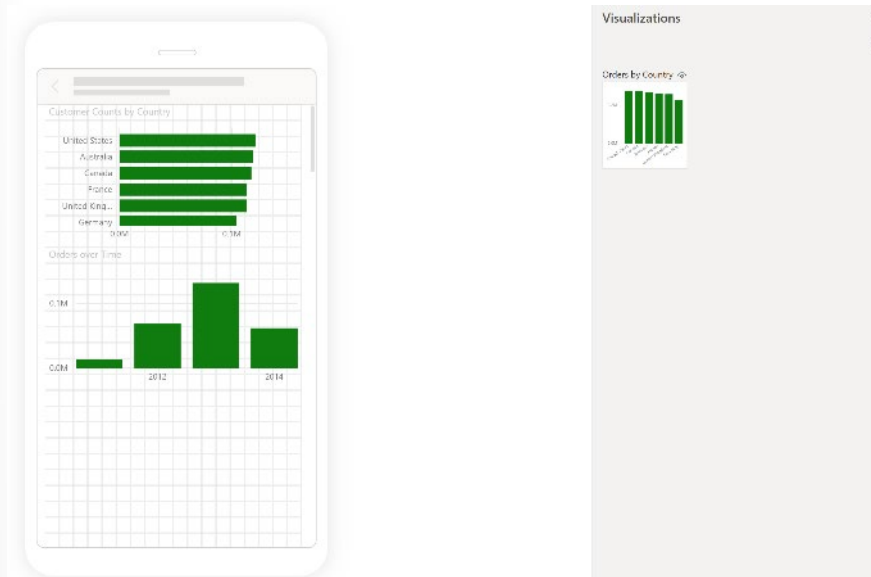 Visualizations
Orders by Country
Customer Counts by Country
United States
Australia
Canada
France
United King...
Germany
0.0M 0.1M
Orders over Time
0.1M
0.0M
2012 2014